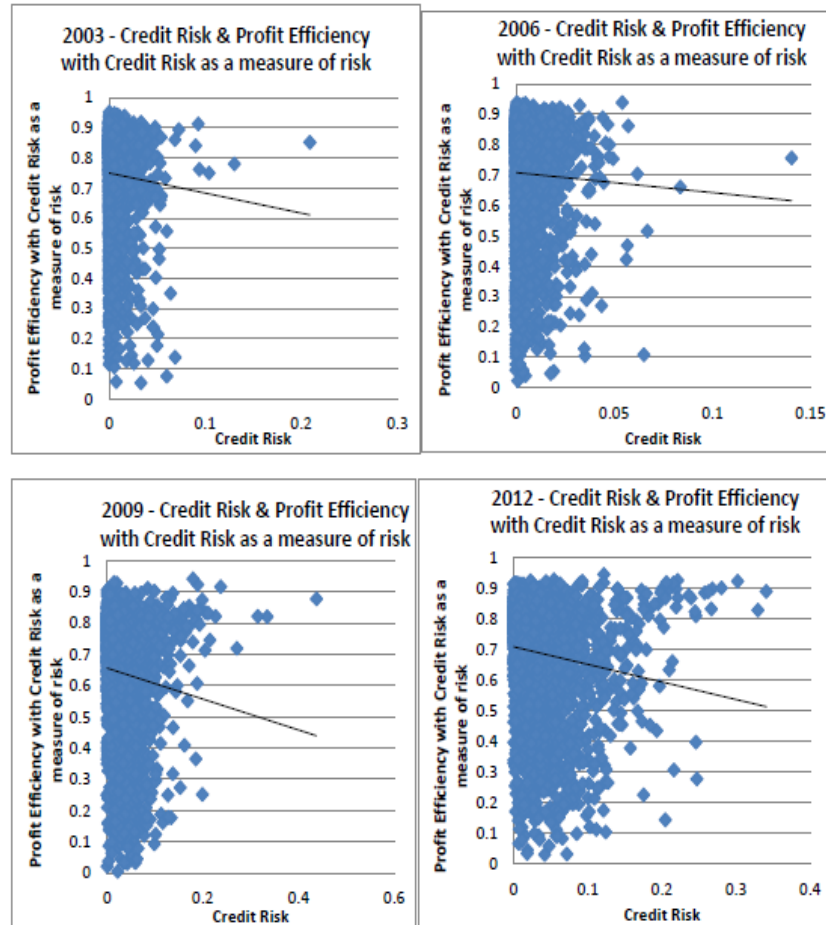 2003 - Credit Risk & Profit Efficiency
with Credit Risk as a measure of risk
Profit Efficiency with Credit Risk as a
measure of risk
1
0.9
0.8
0.7
0.6
0.5
0.4
0.3
0.2
0.1
0
0 0.1 0.2 0.3
Credit Risk
2006 - Credit Risk & Profit Efficiency
with Credit Risk as a measure of risk
Profit Efficiency with Credit Risk as a
measure of risk
1
0.9
0.8
0.7
0.6
0.5
0.4
0.3
0.2
0.1
0
0 0.05 0.1 0.15
Credit Risk
2009 - Credit Risk & Profit Efficiency
with Credit Risk as a measure of risk
Profit Efficiency with Credit Risk as a
measure of risk
1
0.9
0.8
0.7
0.6
0.5
0.4
0.3
0.2
0.1
0
0 0.2 0.4 0.6
Credit Risk
2012 - Credit Risk & Profit Efficiency
with Credit Risk as a measure of risk
Profit Efficiency with Credit Risk as a
measure of risk
1
0.9
0.8
0.7
0.6
0.5
0.4
0.3
0.2
0.1
0
0 0.1 0.2 0.3 0.4
Credit Risk